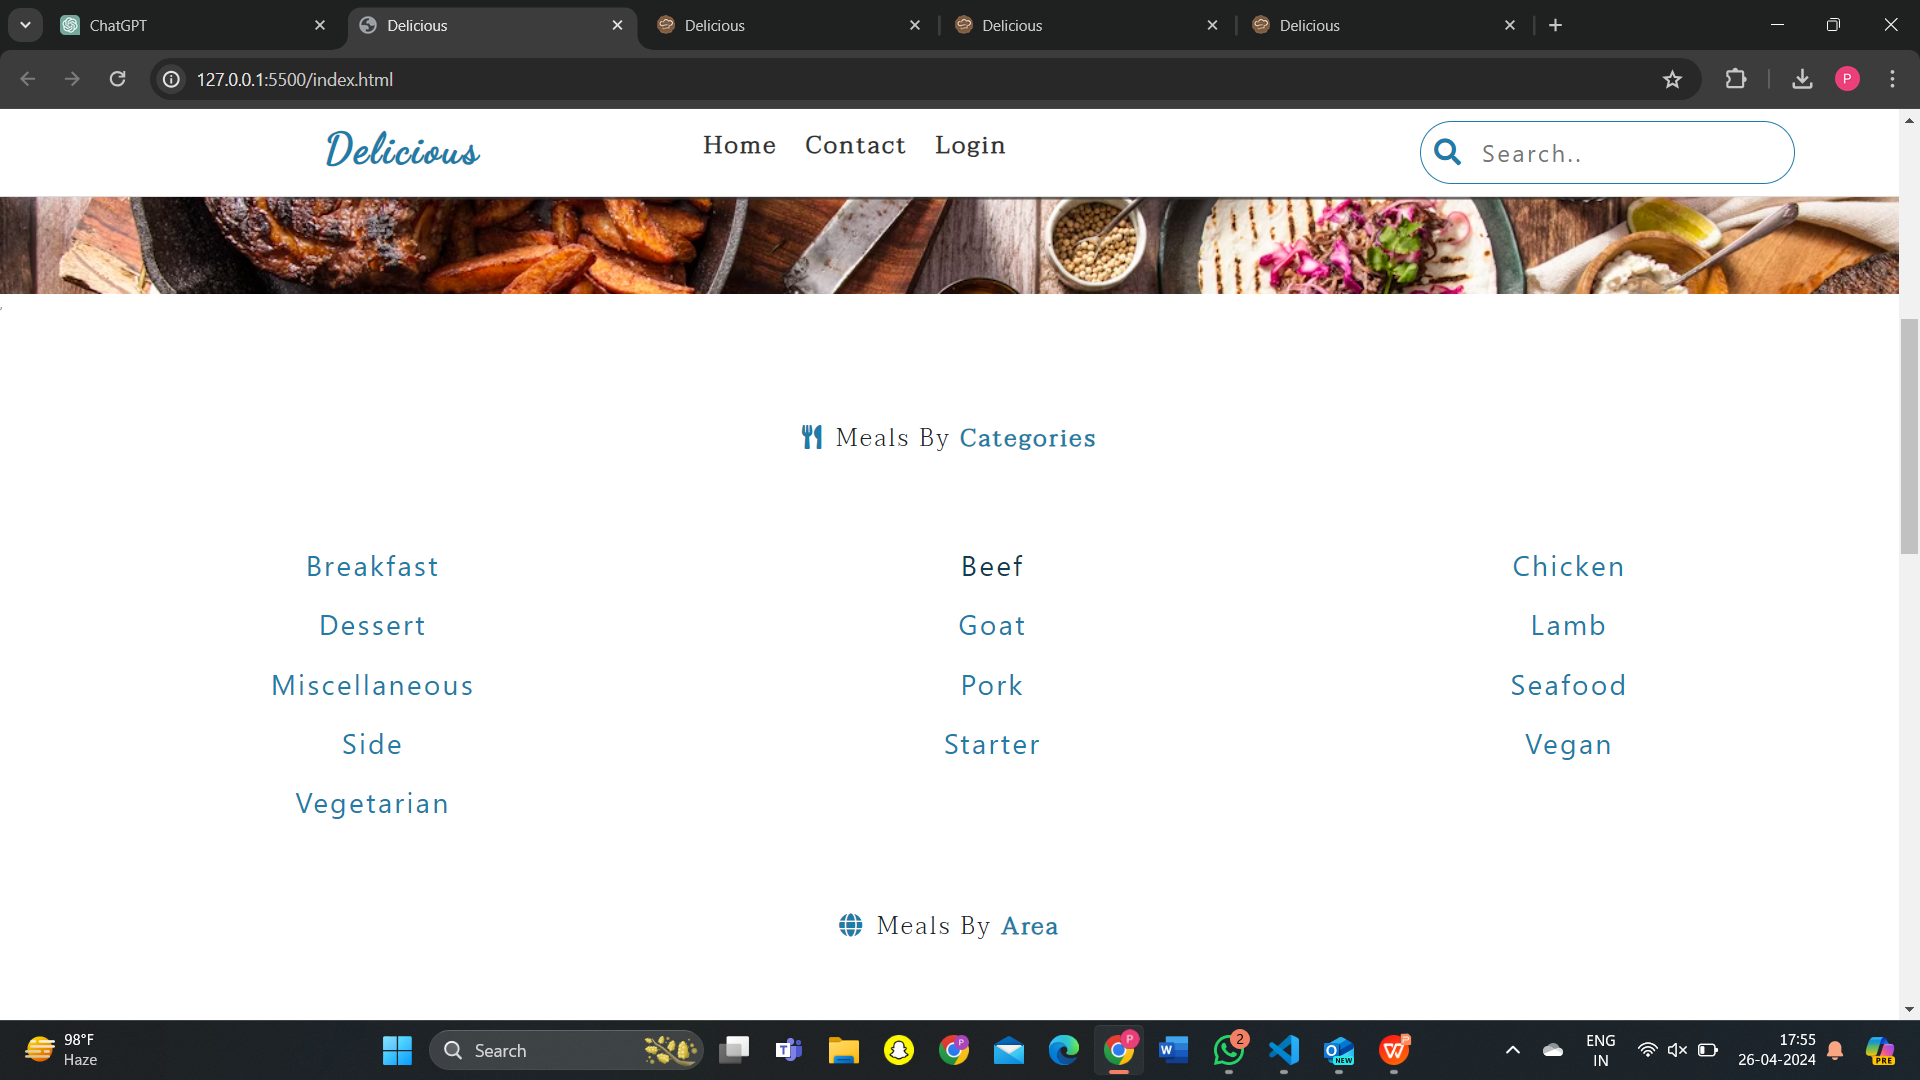 ChatGPT
Delicious
Delicious
Delicious
Delicious
127.0.0.1:5500/index.html
P
Delicious
Home Contact Login
Search..
Meals By Categories
Breakfast Beef Chicken
Dessert Goat Lamb
Miscellaneous Pork Seafood
Side Starter Vegan
Vegetarian
Meals By Area
98°F
Haze
Search
P
P
W
2
NEW
ENG
IN
17:55
26-04-2024
PRE